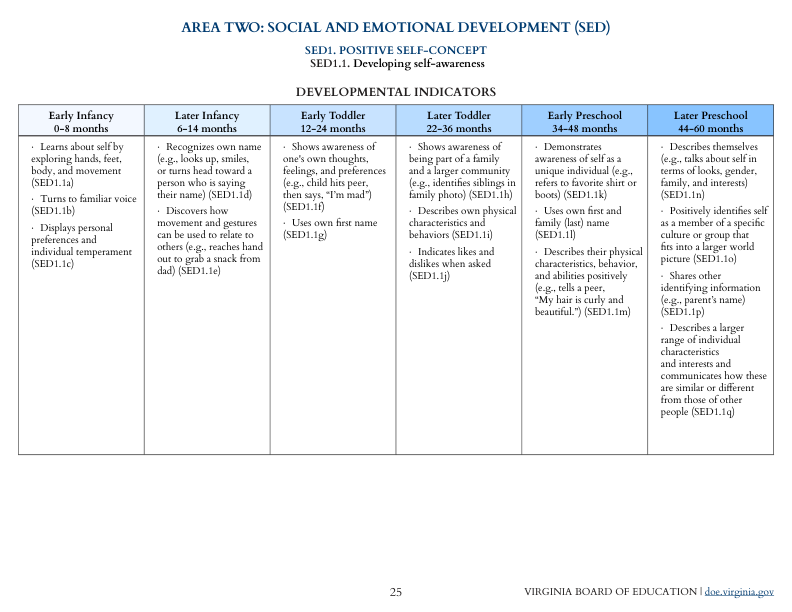 AREA TWO: SOCIAL AND EMOTIONAL DEVELOPMENT (SED)
SED1. POSITIVE SELF-CONCEPT
SED1.1. Developing self-awareness
DEVELOPMENTAL INDICATORS
Early Infancy
0–8 months
· Learns about self by
exploring hands, feet,
body, and movement
(SED1.1a)
· Turns to familiar voice
(SED1.1b)
· Displays personal
preferences and
individual temperament
(SED1.1c)
Later Infancy
6–14 months
· Recognizes own name
(e.g., looks up, smiles,
or turns head toward a
person who is saying
their name) (SED1.1d)
· Discovers how
movement and gestures
can be used to relate to
others (e.g., reaches hand
out to grab a snack from
dad) (SED1.1e)
Early Toddler
12–24 months
· Shows awareness of
one's own thoughts,
feelings, and preferences
(e.g., child hits peer,
then says, “I’m mad”)
(SED1.1f)
· Uses own first name
(SED1.1g)
Later Toddler
22–36 months
· Shows awareness of
being part of a family
and a larger community
(e.g., identifies siblings in
family photo) (SED1.1h)
· Describes own physical
characteristics and
behaviors (SED1.1i)
· Indicates likes and
dislikes when asked
(SED1.1j)
Early Preschool
34–48 months
· Demonstrates
awareness of self as a
unique individual (e.g.,
refers to favorite shirt or
boots) (SED1.1k)
· Uses own first and
family (last) name
(SED1.1l)
· Describes their physical
characteristics, behavior,
and abilities positively
(e.g., tells a peer,
“My hair is curly and
beautiful.”) (SED1.1m)
Later Preschool
44–60 months
· Describes themselves
(e.g., talks about self in
terms of looks, gender,
family, and interests)
(SED1.1n)
· Positively identifies self
as a member of a specific
culture or group that
fits into a larger world
picture (SED1.1o)
· Shares other
identifying information
(e.g., parent’s name)
(SED1.1p)
· Describes a larger
range of individual
characteristics
and interests and
communicates how these
are similar or different
from those of other
people (SED1.1q)
25
VIRGINIA BOARD OF EDUCATION | doe.virginia.gov